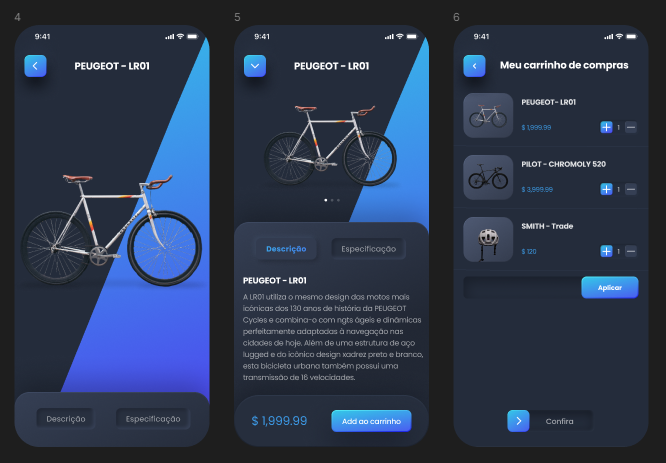 4
9:41
PEUGEOT - LR01
Descrição
Especificação
5
9:41
PEUGEOT - LR01
Descrição
Especificação
PEUGEOT - LR01
A LR01 utiliza o mesmo design das motos mais
icónicas dos 130 anos de história da PEUGEOT
Cycles e combina-o com ngts ágeis e dinâmicas
perfeitamente adaptadas à navegação nas
cidades de hoje. Além de uma estrutura de aço
lugged e do icónico design xadrez preto e branco,
esta bicicleta urbana também possui uma
transmissão de 16 velocidades.
$ 1,999.99
Add ao carrinho
6
9:41
Meu carrinho de compras
PEUGEOT- LR01
$ 1,999.99
1
PILOT - CHROMOLY 520
$ 3,999.99
1
SMITH - Trade
$ 120
1
Aplicar
Confira